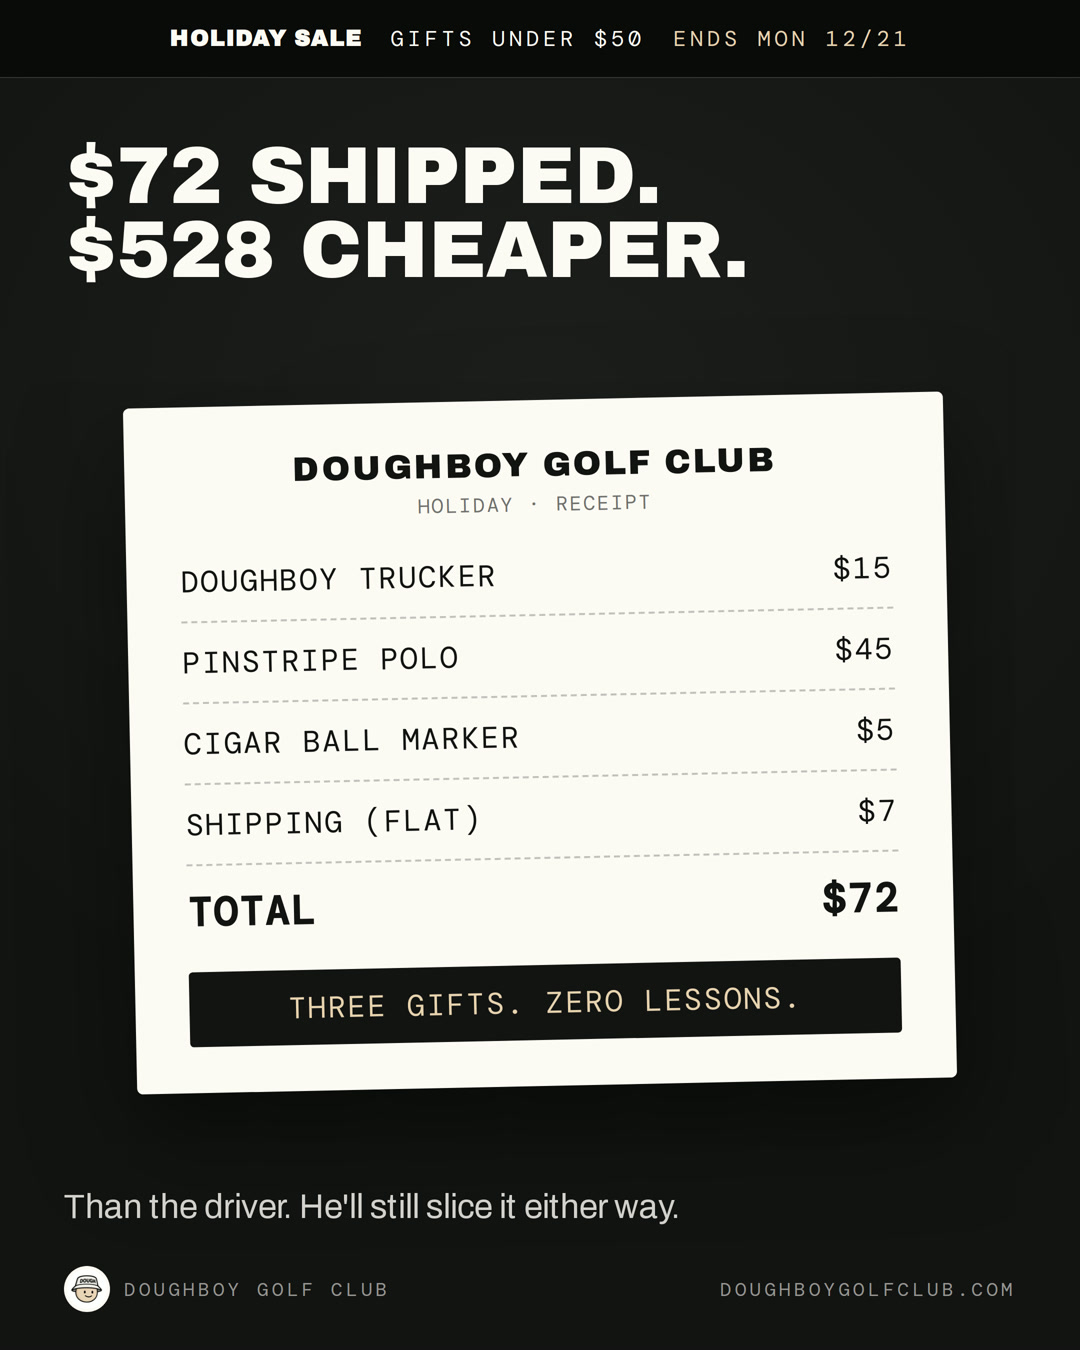 HOLIDAY SALE GIFTS UNDER $50 ENDS MON 12/21
$72 SHIPPED.
$528 CHEAPER.
DOUGHBOY GOLF CLUB
HOLIDAY · RECEIPT
DOUGHBOY TRUCKER $15
PINSTRIPE POLO $45
CIGAR BALL MARKER $5
SHIPPING (FLAT) $7
TOTAL $72
THREE GIFTS. ZERO LESSONS.
Than the driver. He'll still slice it either way.
DOUGH
DOUGHBOY GOLF CLUB DOUGHBOYGOLFCLUB.COM